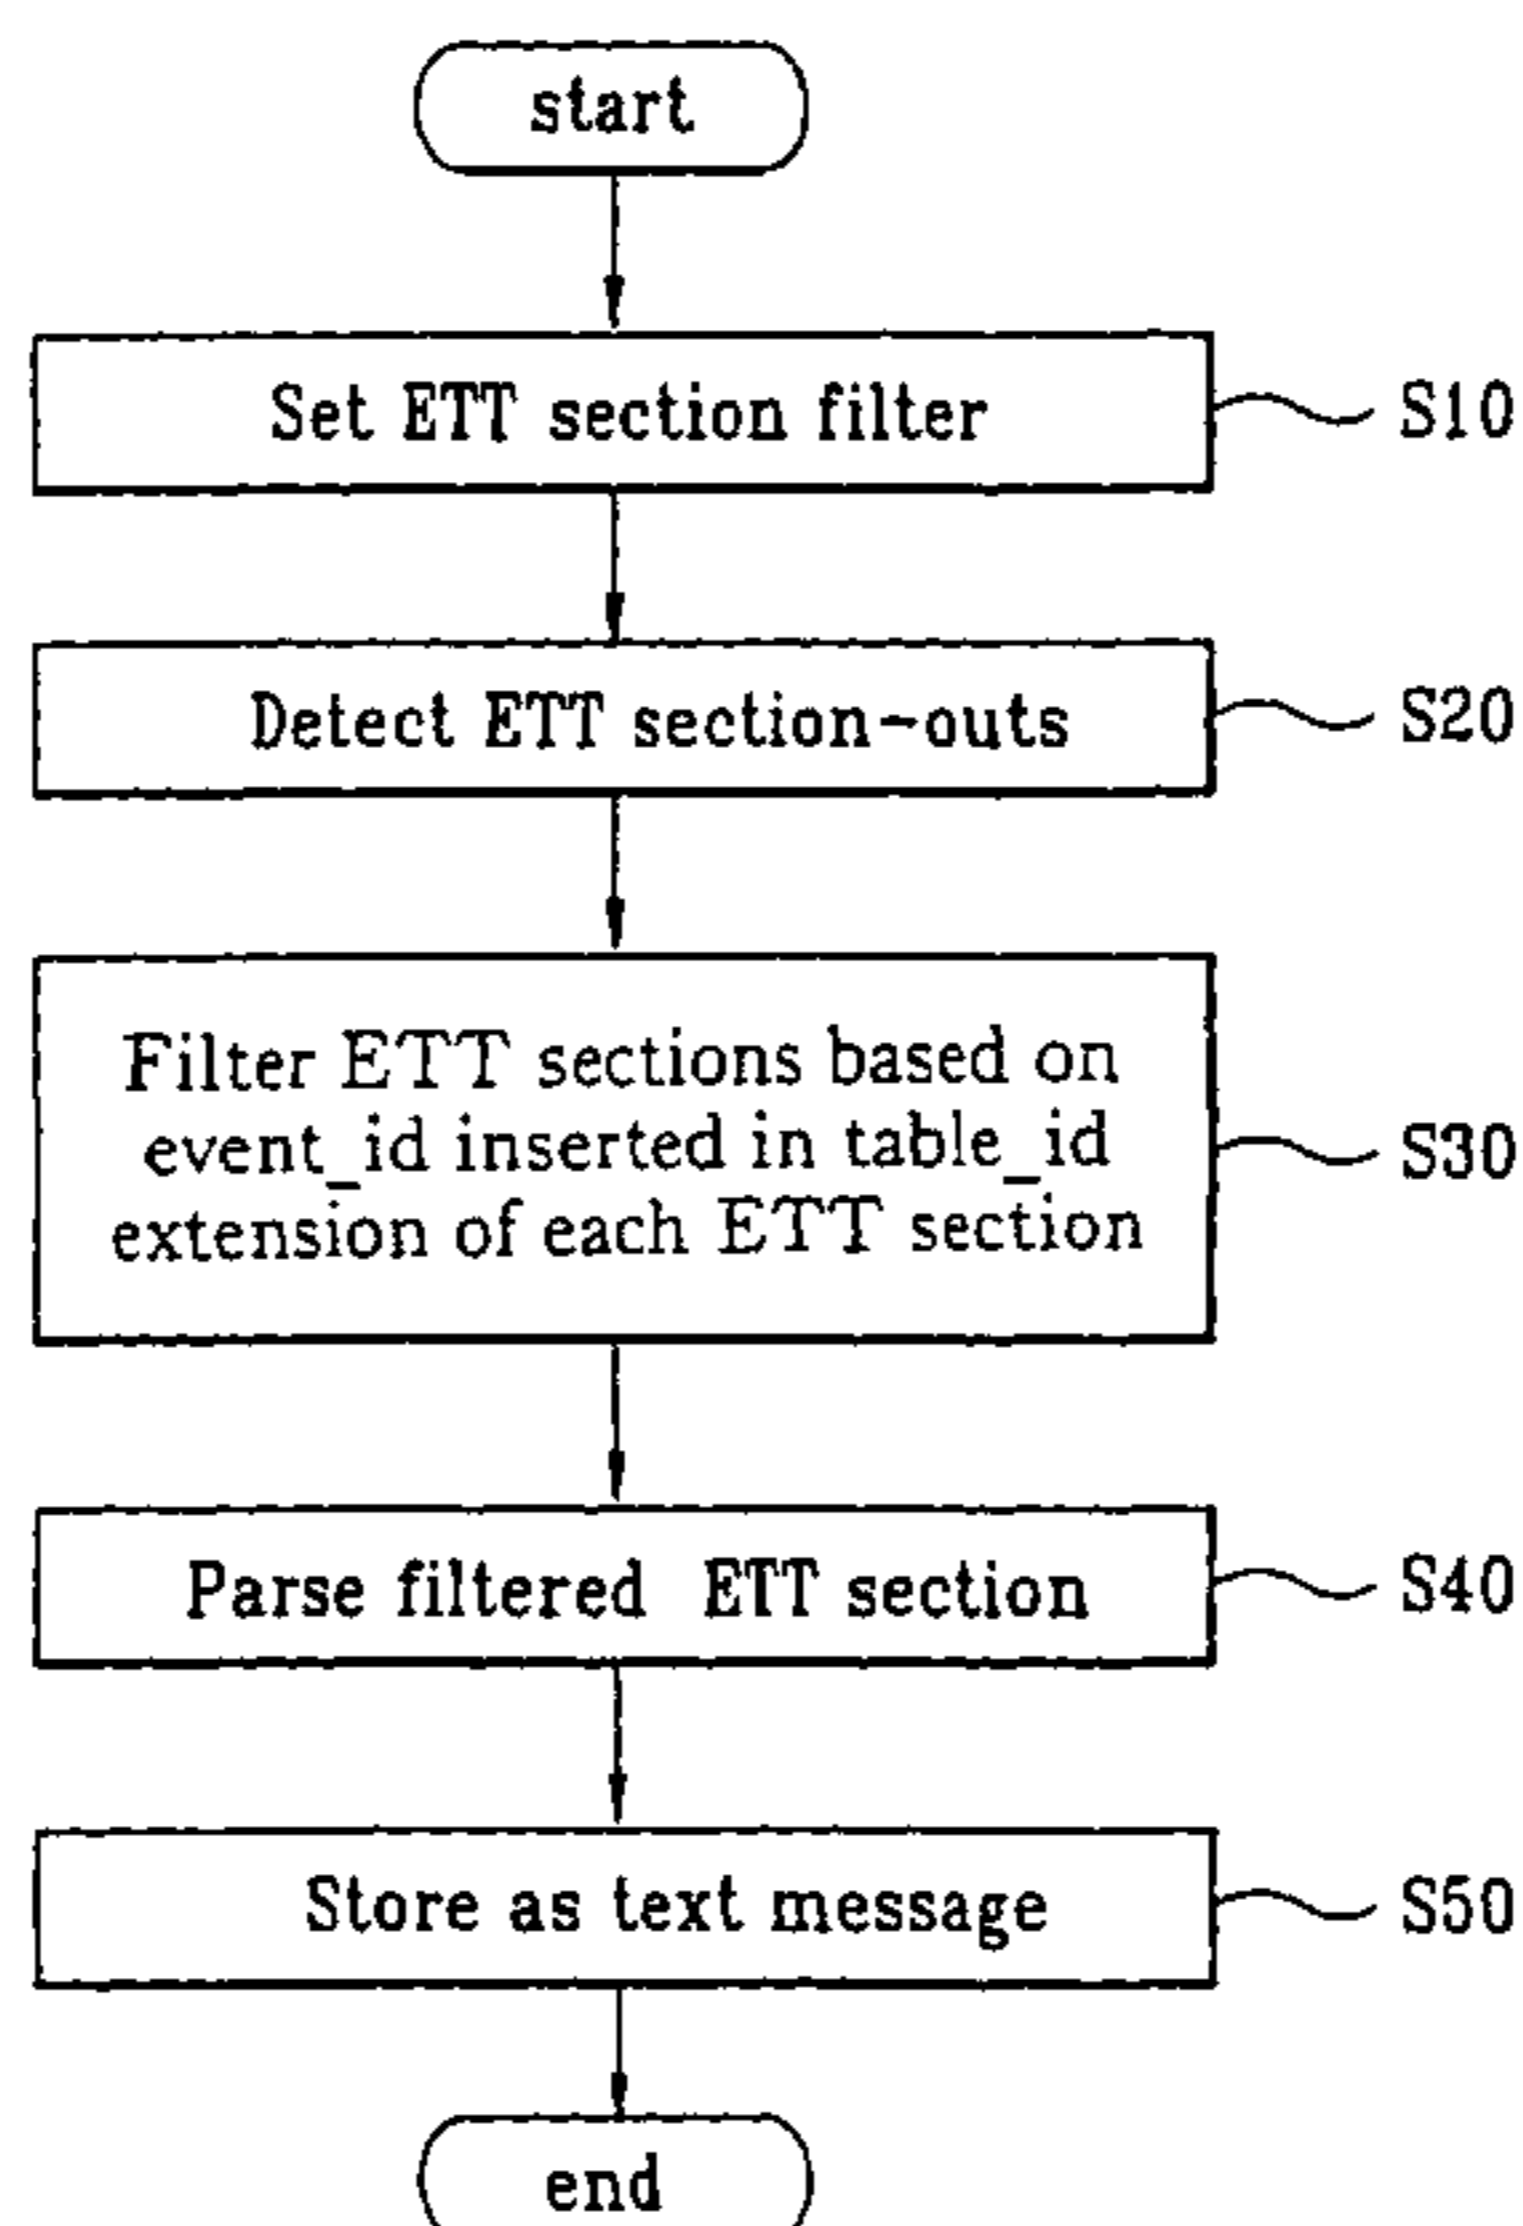 start
Set ETT section filter
S10
Detect ETT section-outs
S20
Filter ETT sections based on
event_id inserted in table_id
extension of each ETT section
S30
Parse filtered ETT section
S40
Store as text message
S50
end